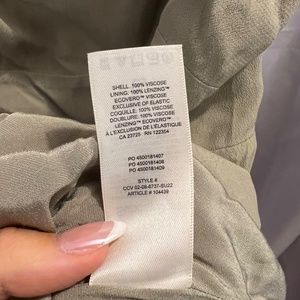 SHELL: 100% VISCOSE
LINING: 100% LENZING™
ECOVERO™ VISCOSE
EXCLUSIVE OF ELASTIC
COQUILLE: 100% VISCOSE
DOUBLURE: 100% VISCOSE
LENZING™ ECOVERO™
À L'EXCLUSION DE L'ÉLASTIQUE
CA 23725 RN 122354
PO 4500181407
PO 4500181408
PO 4500181409
STYLE #
CCV 02-08-6737-SU22
ARTICLE # 104439